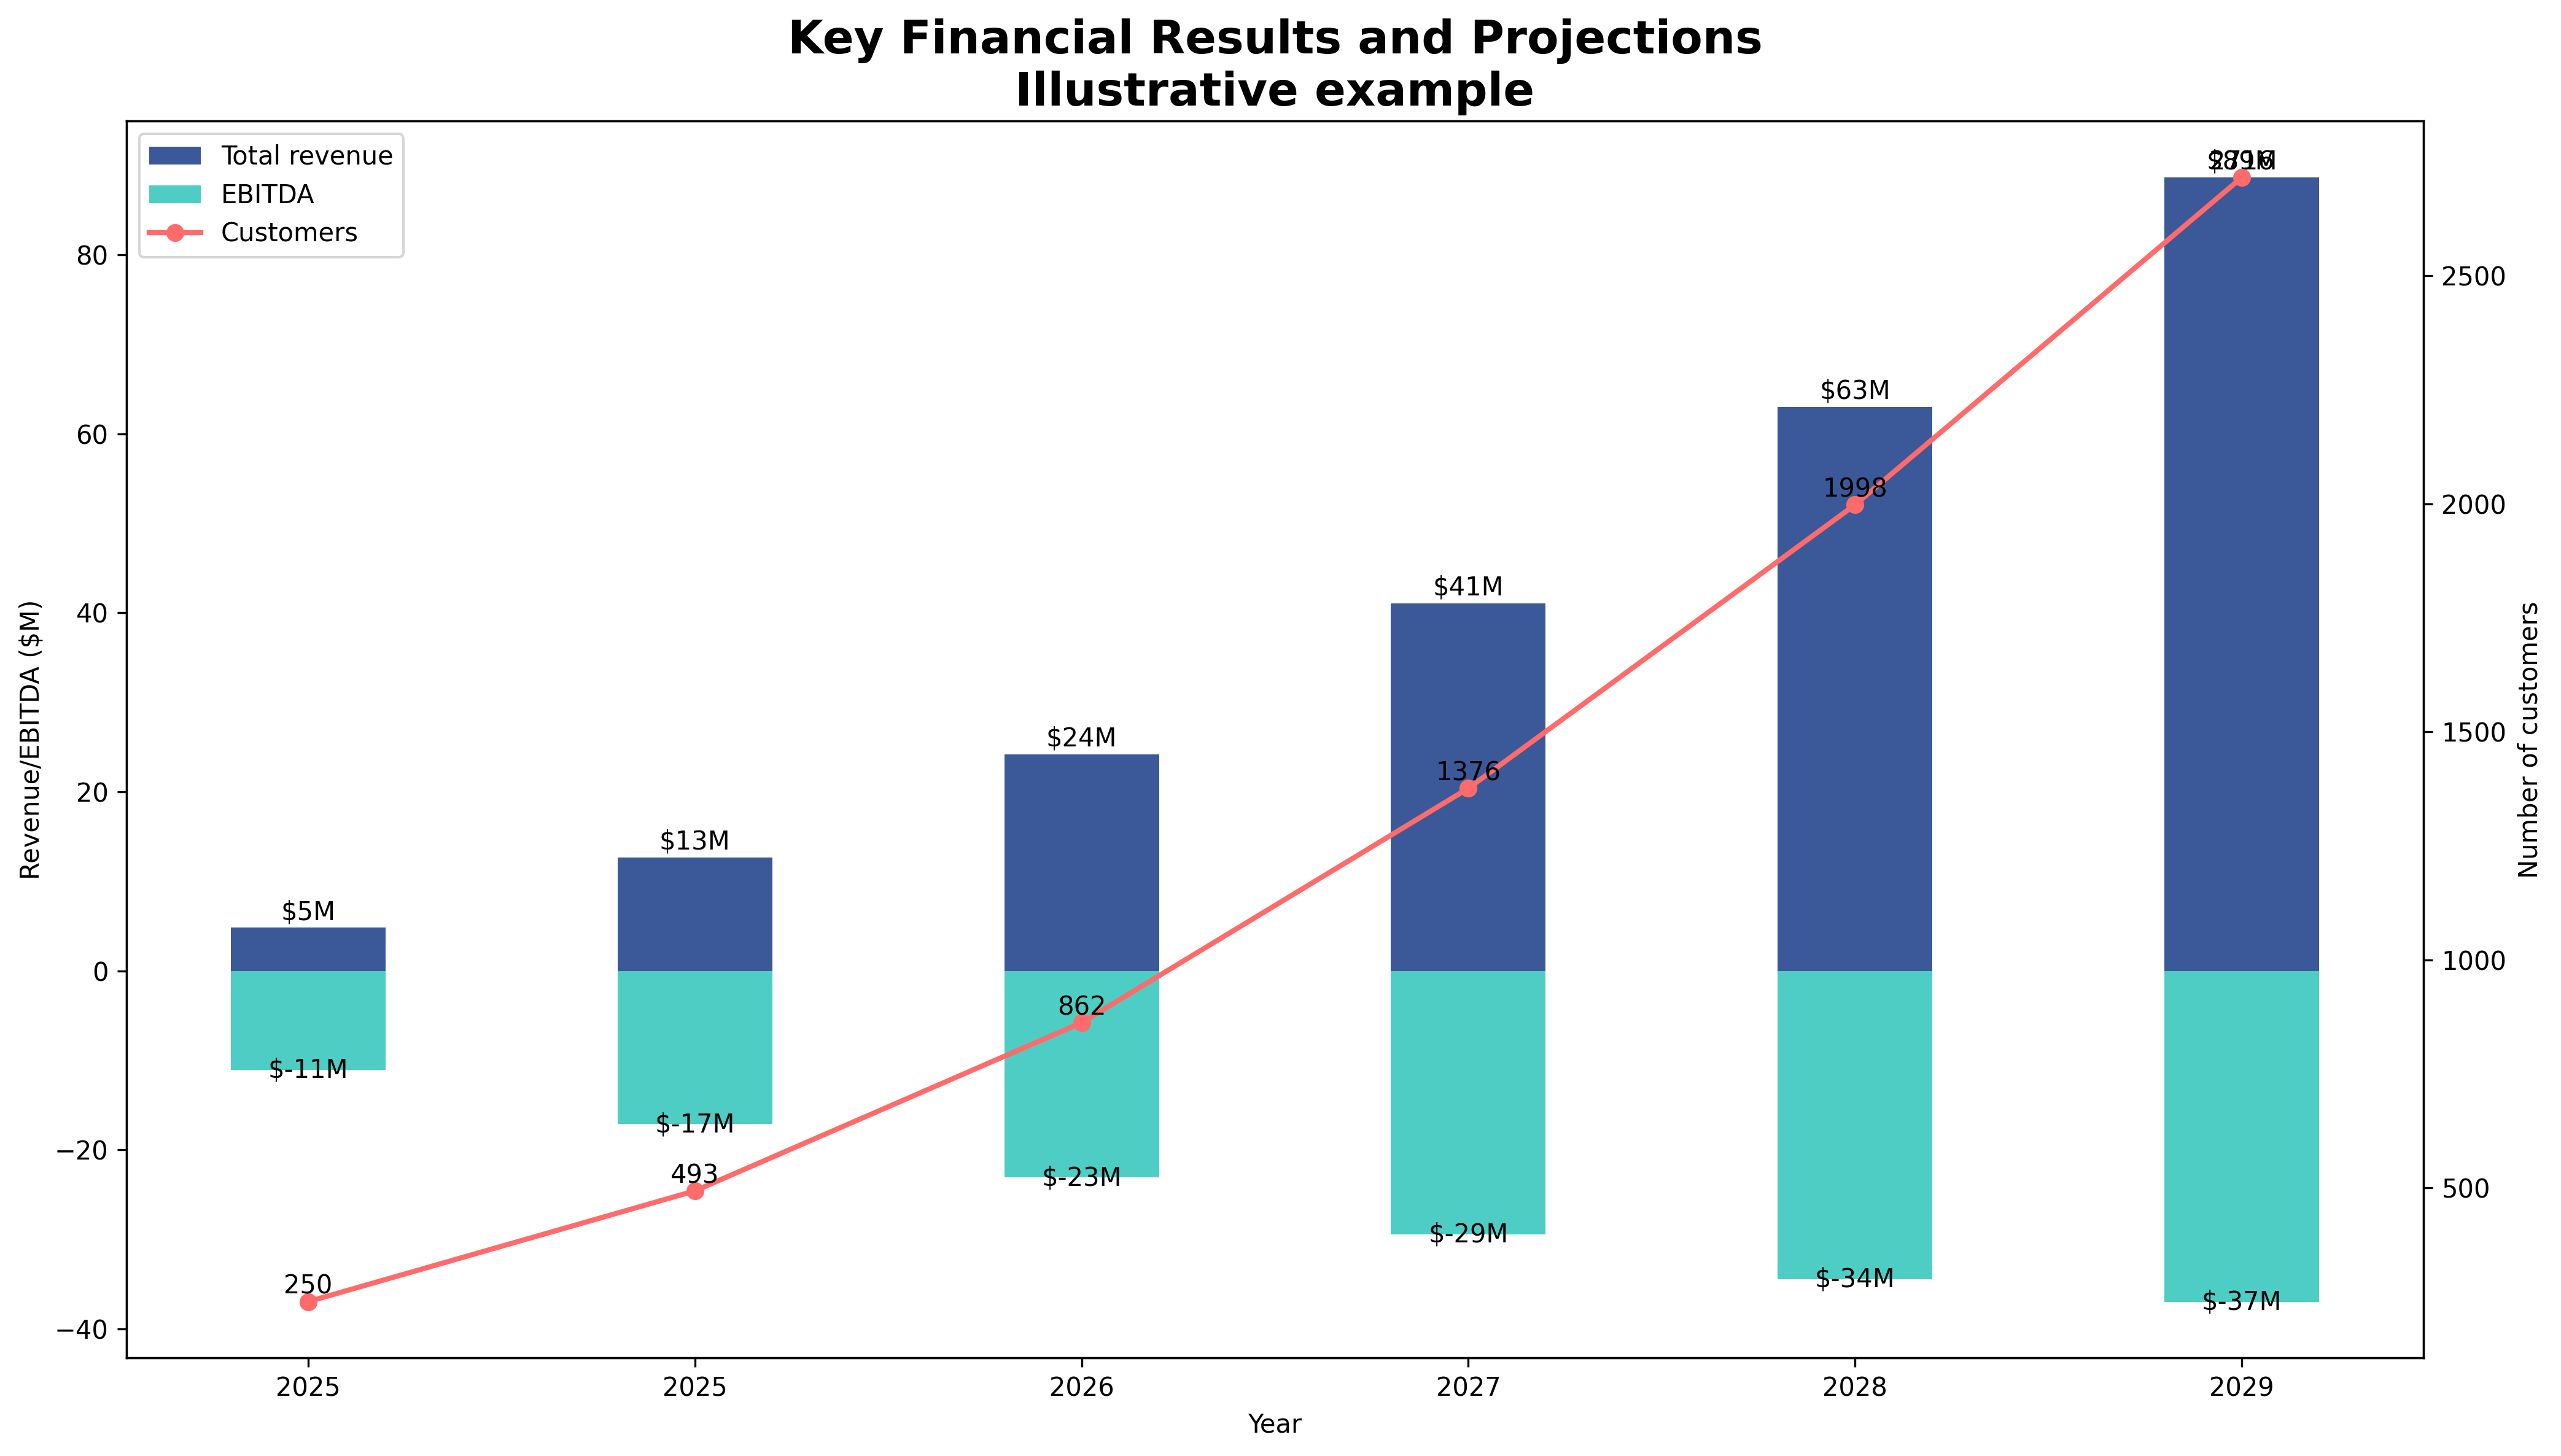 Key Financial Results and Projections
Illustrative example
Total revenue
EBITDA
Customers
80
60
40
20
0
−20
−40
Revenue/EBITDA ($M)
$5M
$13M
$24M
$41M
$63M
$89M
2716
$-11M
$-17M
$-23M
$-29M
$-34M
$-37M
250
493
862
1376
1998
2500
2000
1500
1000
500
Number of customers
2025
2025
2026
2027
2028
2029
Year